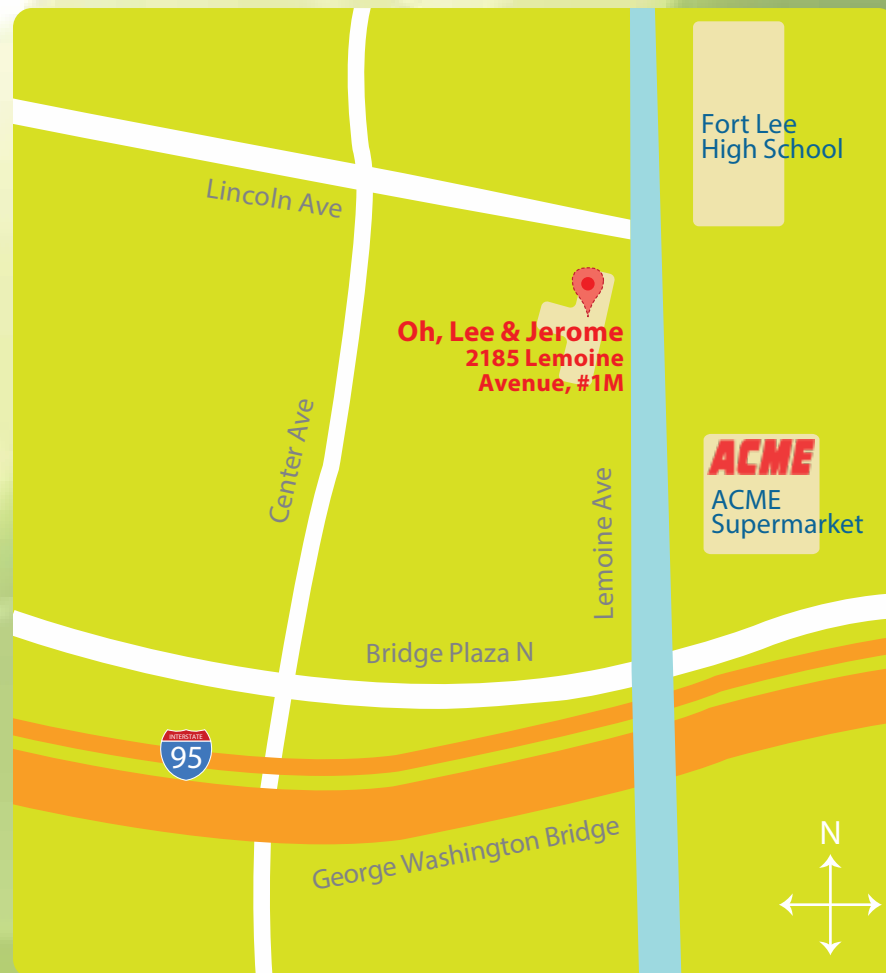 Fort Lee
High School
Lincoln Ave
Oh, Lee & Jerome
2185 Lemoine
Avenue, #1M
Center Ave
ACME
ACME
Supermarket
Lemoine Ave
Bridge Plaza N
INTERSTATE
95
George Washington Bridge
N